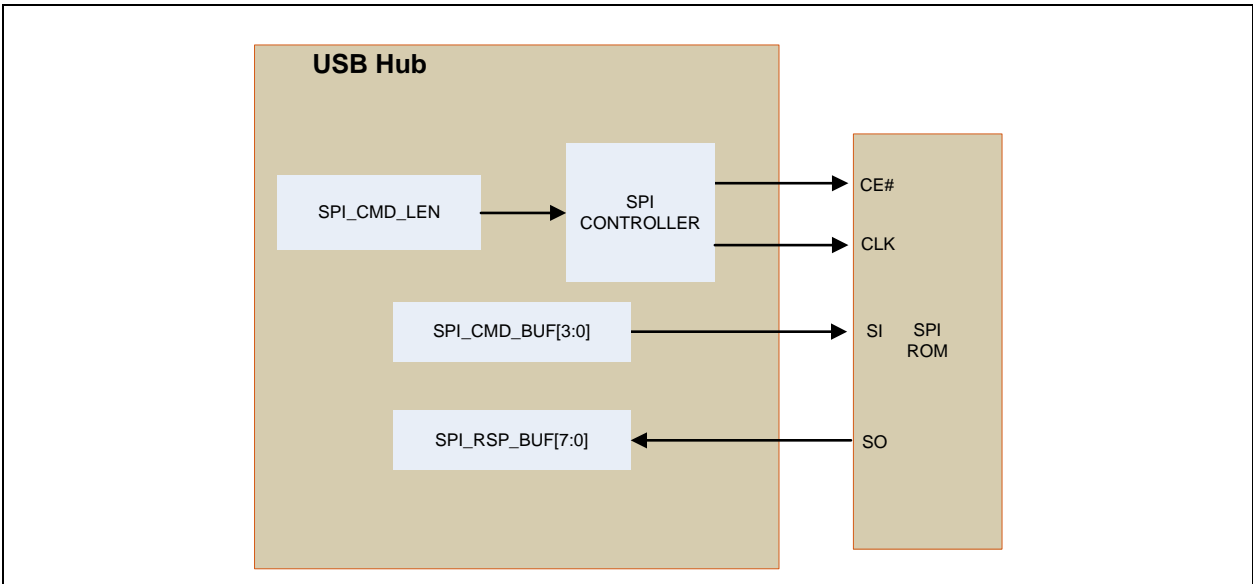 USB Hub
SPI_CMD_LEN
SPI
CONTROLLER
CE#
CLK
SPI_CMD_BUF[3:0]
SI
SPI
ROM
SPI_RSP_BUF[7:0]
SO